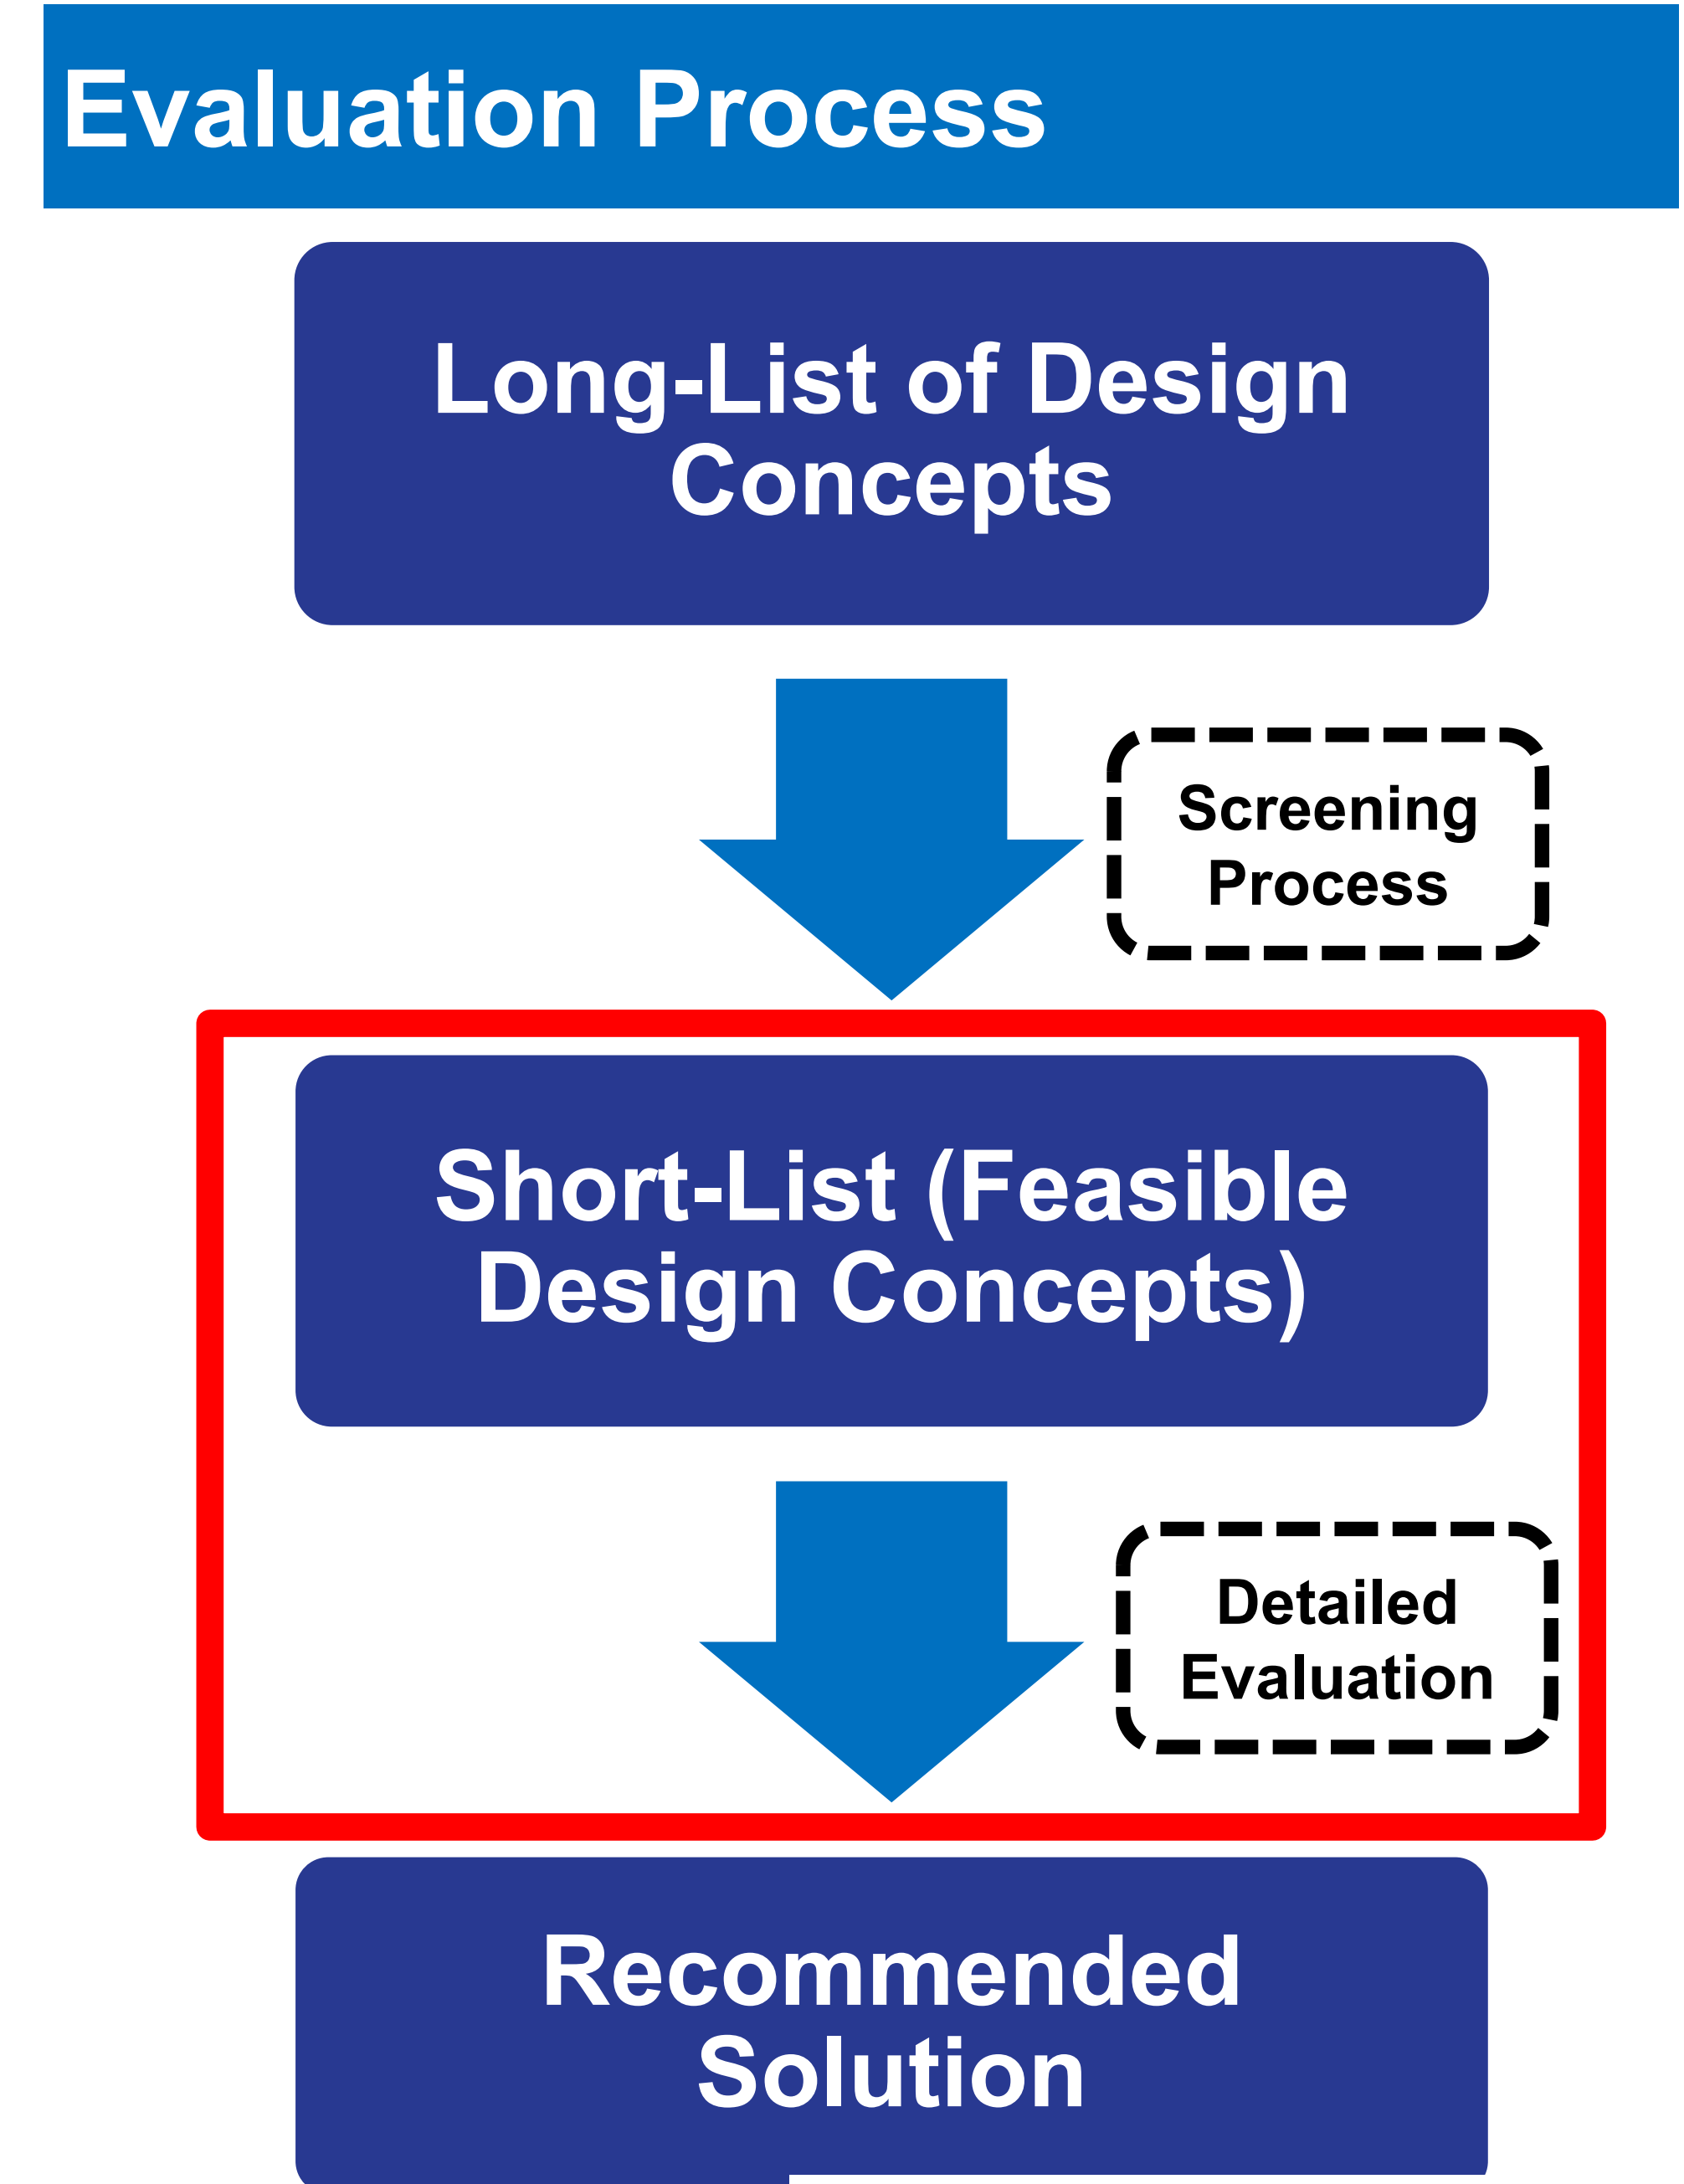 Evaluation Process
Long-List of Design
Concepts
Screening
Process
Short-List (Feasible
Design Concepts)
Detailed
Evaluation
Recommended
Solution